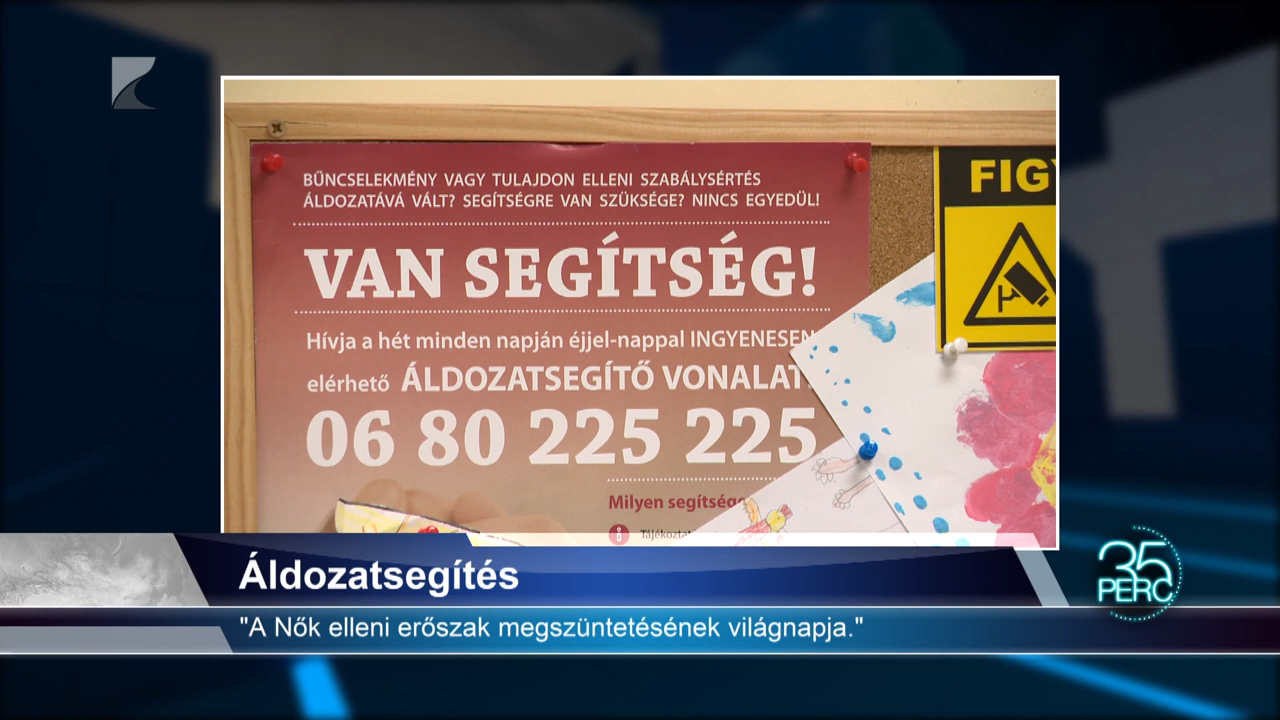 BŰNCSELEKMÉNY VAGY TULAJDON ELLENI SZABÁLYSÉRTÉS
ÁLDOZATÁVÁ VÁLT? SEGÍTSÉGRE VAN SZÜKSÉGE? NINCS EGYEDÜL!
VAN SEGÍTSÉG!
Hívja a hét minden napján éjjel-nappal INGYENESEN
elérhető ÁLDOZATSEGÍTŐ VONALAT
06 80 225 225
Milyen
FIGY
Áldozatsegítés
"A Nők elleni erőszak megszüntetésének világnapja."
35
PERC